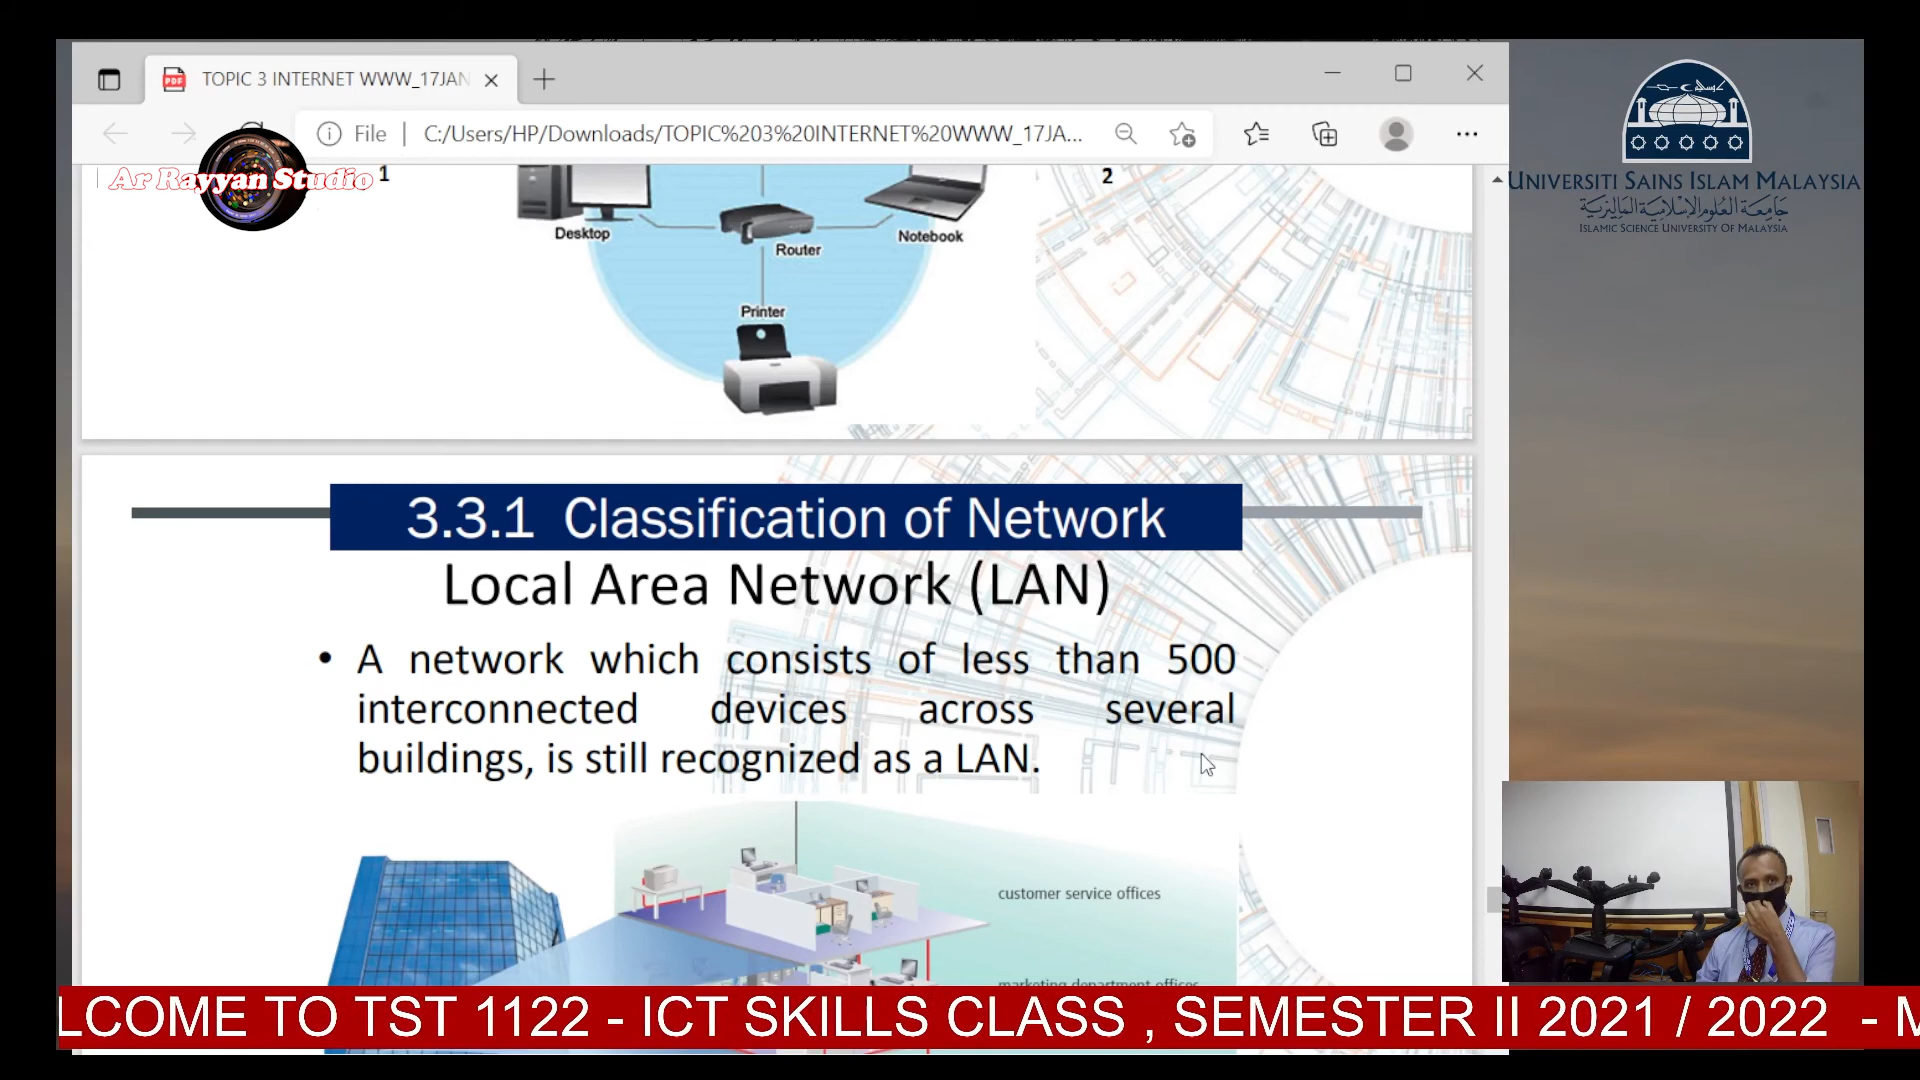 TOPIC 3 INTERNET WWW_17JAN
File
C:/Users/HP/Downloads/TOPIC%203%20INTERNET%20WWW_17JA...
Ar Rayyan Studio
1
2
Desktop
Router
Notebook
Printer
3.3.1 Classification of Network
Local Area Network (LAN)
• A network which consists of less than 500
interconnected devices across several
buildings, is still recognized as a LAN.
customer service offices
marketing department offices
UNIVERSITI SAINS ISLAM MALAYSIA
جامعة العلوم الإسلامية الماليزية
ISLAMIC SCIENCE UNIVERSITY OF MALAYSIA
LCOME TO TST 1122 - ICT SKILLS CLASS , SEMESTER II 2021 / 2022 - M